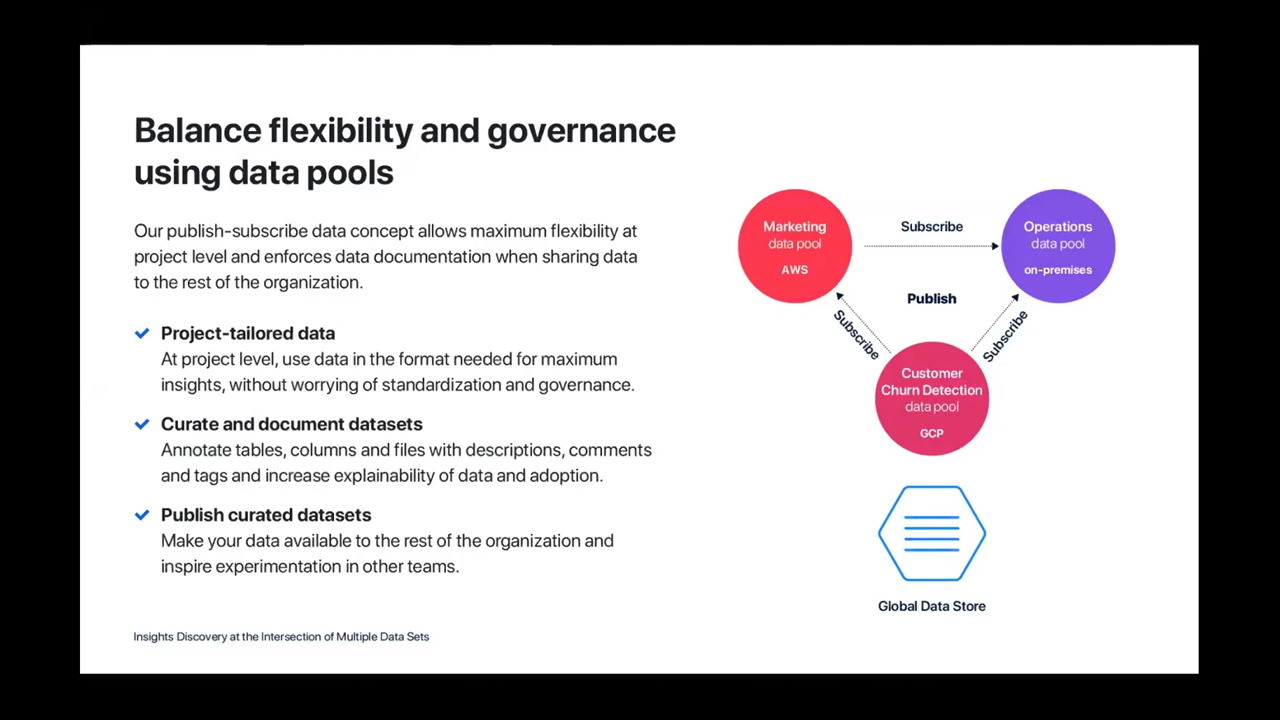 Balance flexibility and governance
using data pools
Our publish-subscribe data concept allows maximum flexibility at
project level and enforces data documentation when sharing data
to the rest of the organization.
Project-tailored data
At project level, use data in the format needed for maximum
insights, without worrying of standardization and governance.
Curate and document datasets
Annotate tables, columns and files with descriptions, comments
and tags and increase explainability of data and adoption.
Publish curated datasets
Make your data available to the rest of the organization and
inspire experimentation in other teams.
Insights Discovery at the Intersection of Multiple Data Sets
Marketing
data pool
AWS
Subscribe
Operations
data pool
on-premises
Publish
Subscribe
Subscribe
Customer
Churn Detection
data pool
GCP
Global Data Store